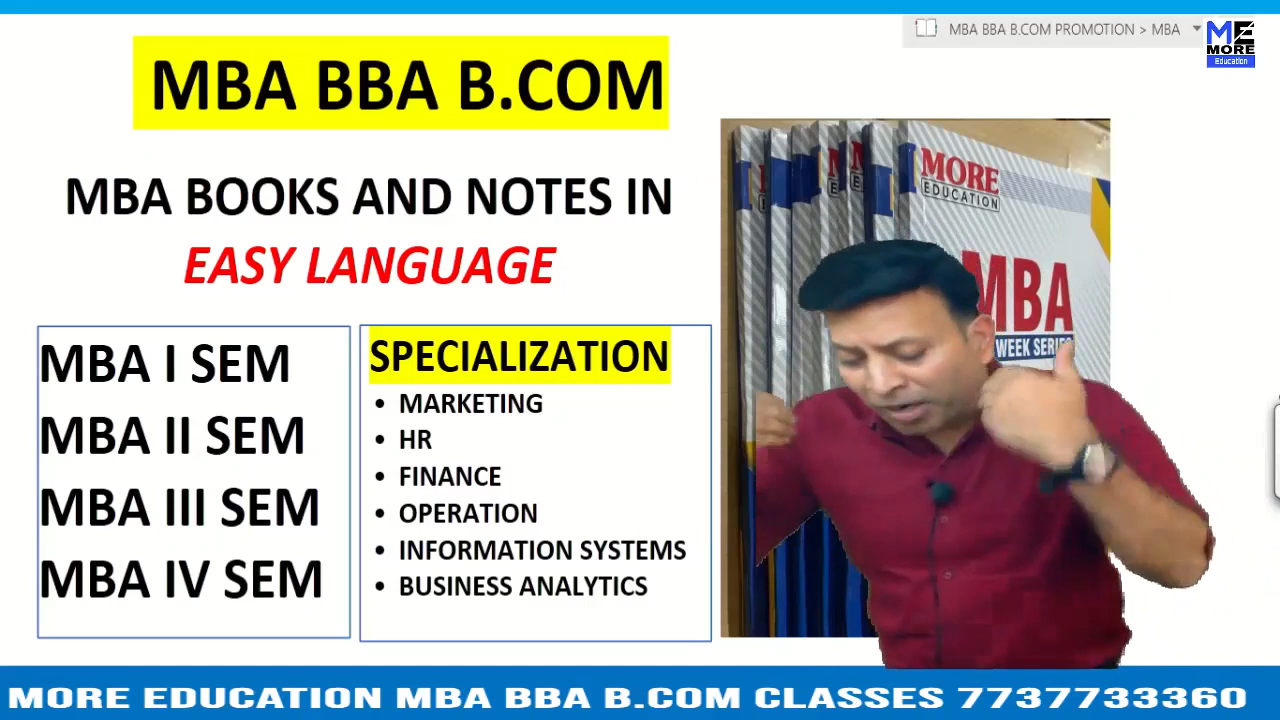 MBA BBA B.COM PROMOTION > MBA
ME
MORE
Education
MBA BBA B.COM
MBA BOOKS AND NOTES IN
EASY LANGUAGE
MBA I SEM
MBA II SEM
MBA III SEM
MBA IV SEM
SPECIALIZATION
• MARKETING
• HR
• FINANCE
• OPERATION
• INFORMATION SYSTEMS
• BUSINESS ANALYTICS
MORE
EDUCATION
MBA
WEEK SERIES
MORE EDUCATION MBA BBA B.COM CLASSES 7737733360